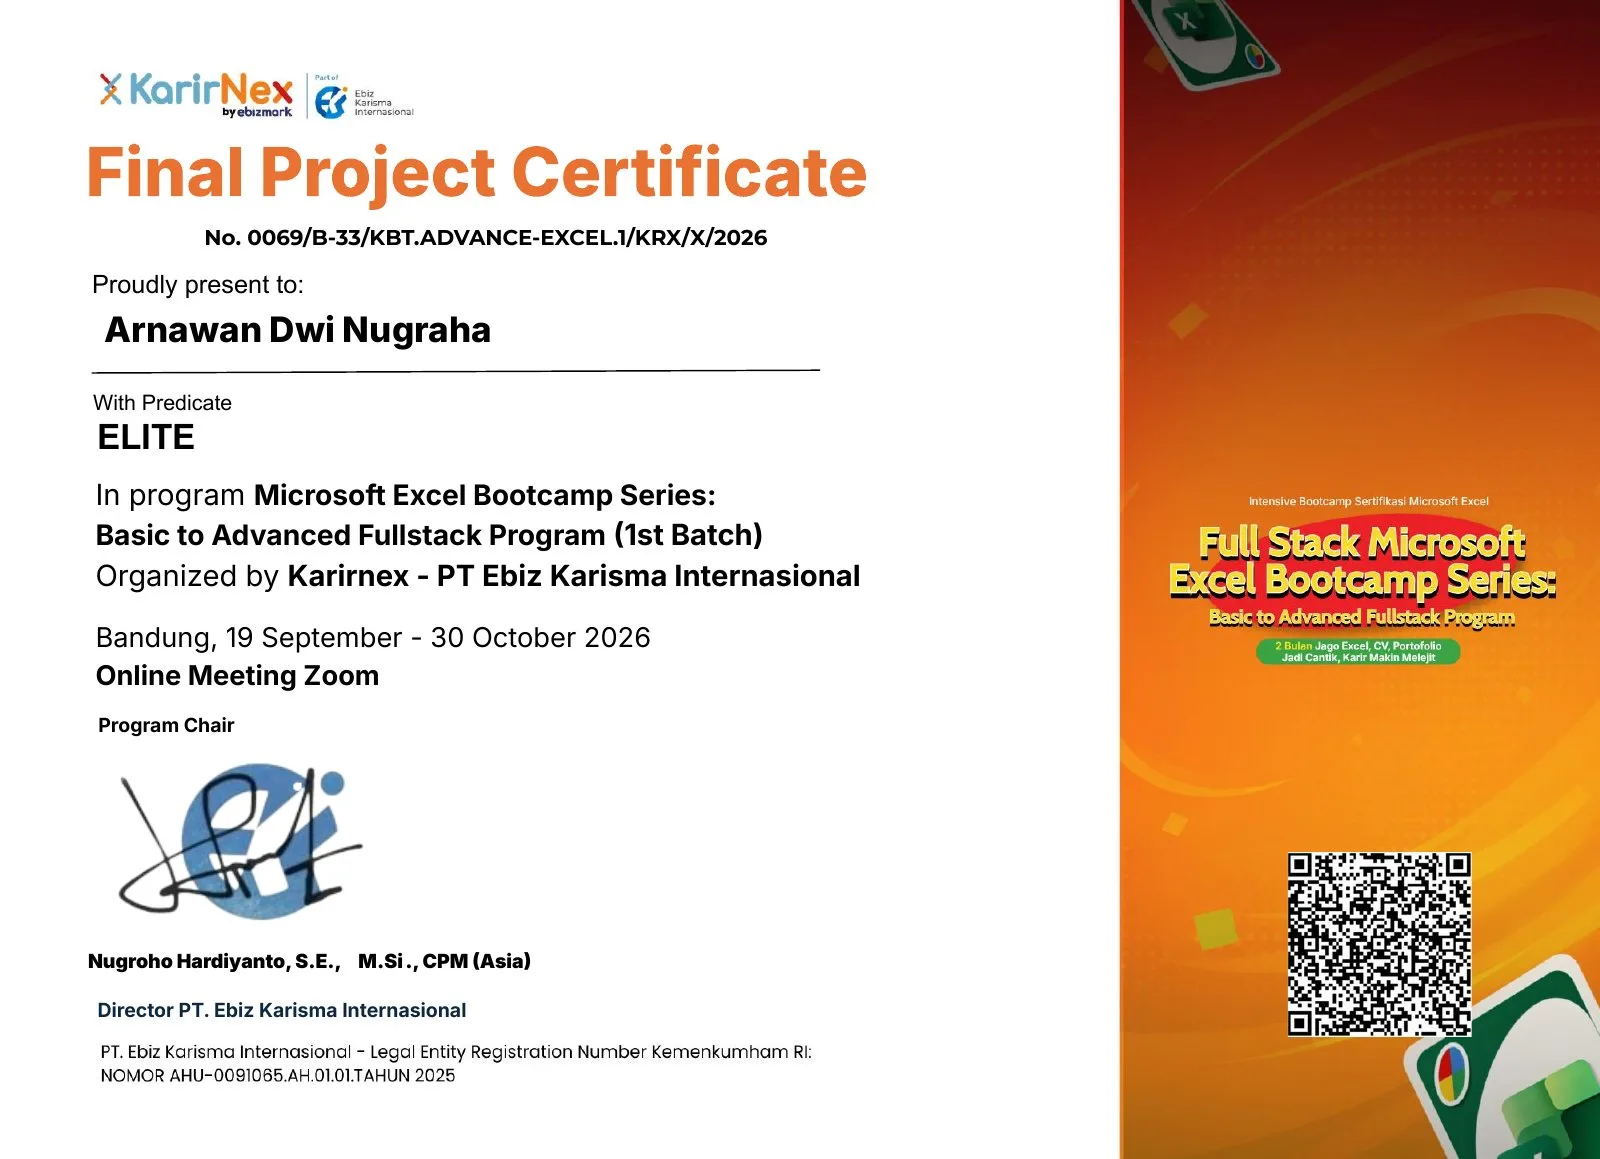 KarirNex
by ebizmark
Part of
Ebiz
Karisma
Internasional
Final Project Certificate
No. 0069/B-33/KBT.ADVANCE-EXCEL.1/KRX/X/2026
Proudly present to:
Arnawan Dwi Nugraha
With Predicate
ELITE
In program Microsoft Excel Bootcamp Series:
Basic to Advanced Fullstack Program (1st Batch)
Organized by Karirnex - PT Ebiz Karisma Internasional
Bandung, 19 September - 30 October 2026
Online Meeting Zoom
Program Chair
Nugroho Hardiyanto, S.E., M.Si., CPM (Asia)
Director PT. Ebiz Karisma Internasional
PT. Ebiz Karisma Internasional - Legal Entity Registration Number Kemenkumham RI:
NOMOR AHU-0091065.AH.01.01.TAHUN 2025
Intensive Bootcamp Sertifikasi Microsoft Excel
Full Stack Microsoft
Excel Bootcamp Series:
Basic to Advanced Fullstack Program
2 Bulan Jago Excel, CV, Portofolio
Jadi Cantik, Karir Makin Melejit